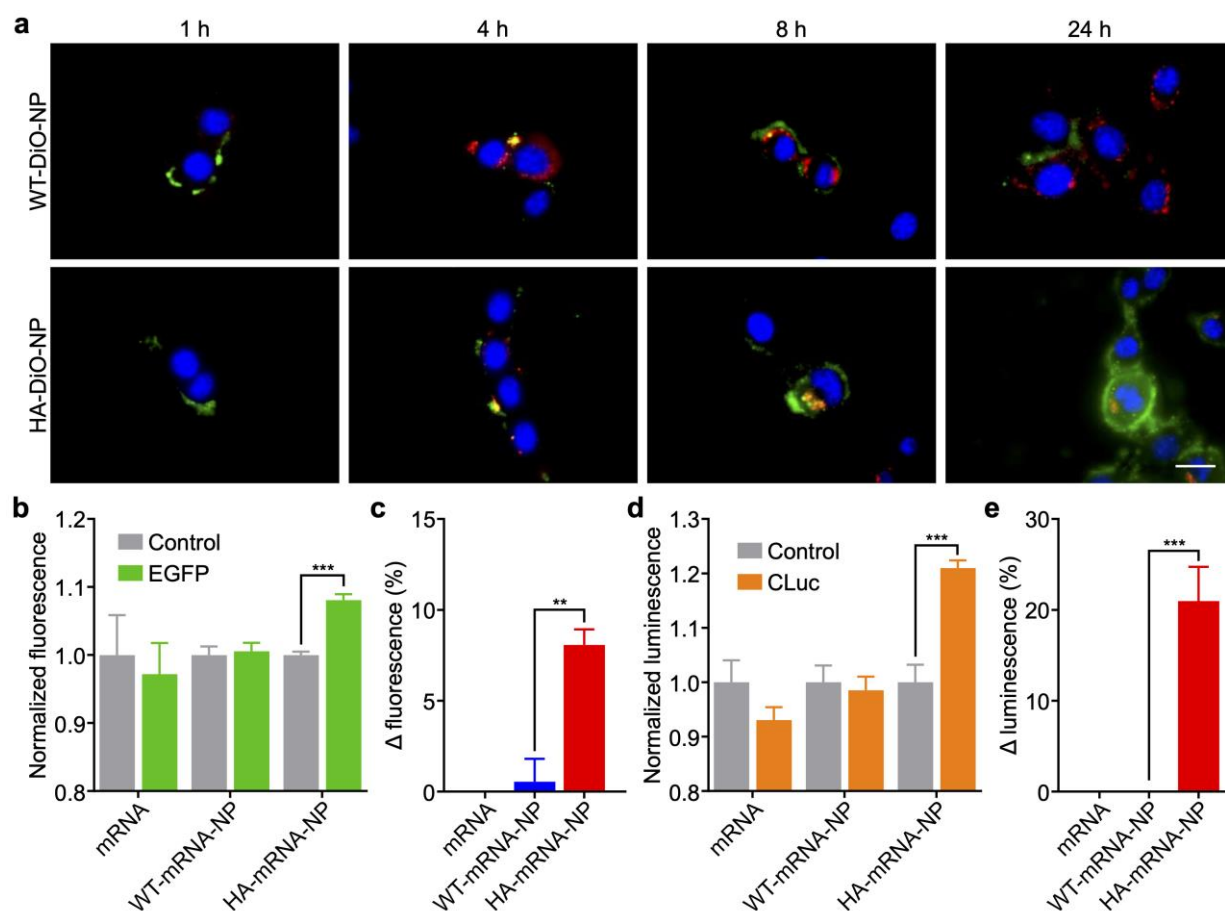 a
1 h 4 h 8 h 24 h
WT-DiO-NP
HA-DiO-NP
b
Normalized fluorescence
1.2
1.1
1.0
0.9
0.8
Control
EGFP
***
mRNA
WT-mRNA-NP
HA-mRNA-NP
c
Δ fluorescence (%)
15
10
5
0
**
mRNA
WT-mRNA-NP
HA-mRNA-NP
d
Normalized luminescence
1.3
1.2
1.1
1.0
0.9
0.8
Control
CLuc
***
mRNA
WT-mRNA-NP
HA-mRNA-NP
e
Δ luminescence (%)
30
20
10
0
***
mRNA
WT-mRNA-NP
HA-mRNA-NP